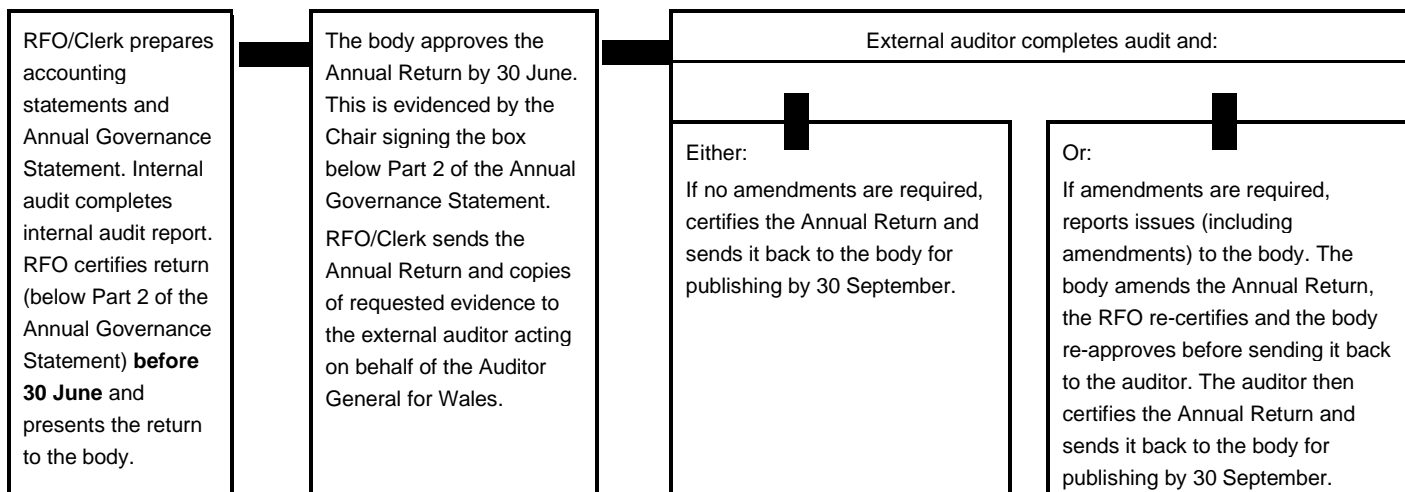 RFO/Clerk prepares
accounting
statements and
Annual Governance
Statement. Internal
audit completes
internal audit report.
RFO certifies return
(below Part 2 of the
Annual Governance
Statement) before
30 June and
presents the return
to the body.
The body approves the
Annual Return by 30 June.
This is evidenced by the
Chair signing the box
below Part 2 of the Annual
Governance Statement.
RFO/Clerk sends the
Annual Return and copies
of requested evidence to
the external auditor acting
on behalf of the Auditor
General for Wales.
External auditor completes audit and:
Either:
If no amendments are required,
certifies the Annual Return and
sends it back to the body for
publishing by 30 September.
Or:
If amendments are required,
reports issues (including
amendments) to the body. The
body amends the Annual Return,
the RFO re-certifies and the body
re-approves before sending it back
to the auditor. The auditor then
certifies the Annual Return and
sends it back to the body for
publishing by 30 September.